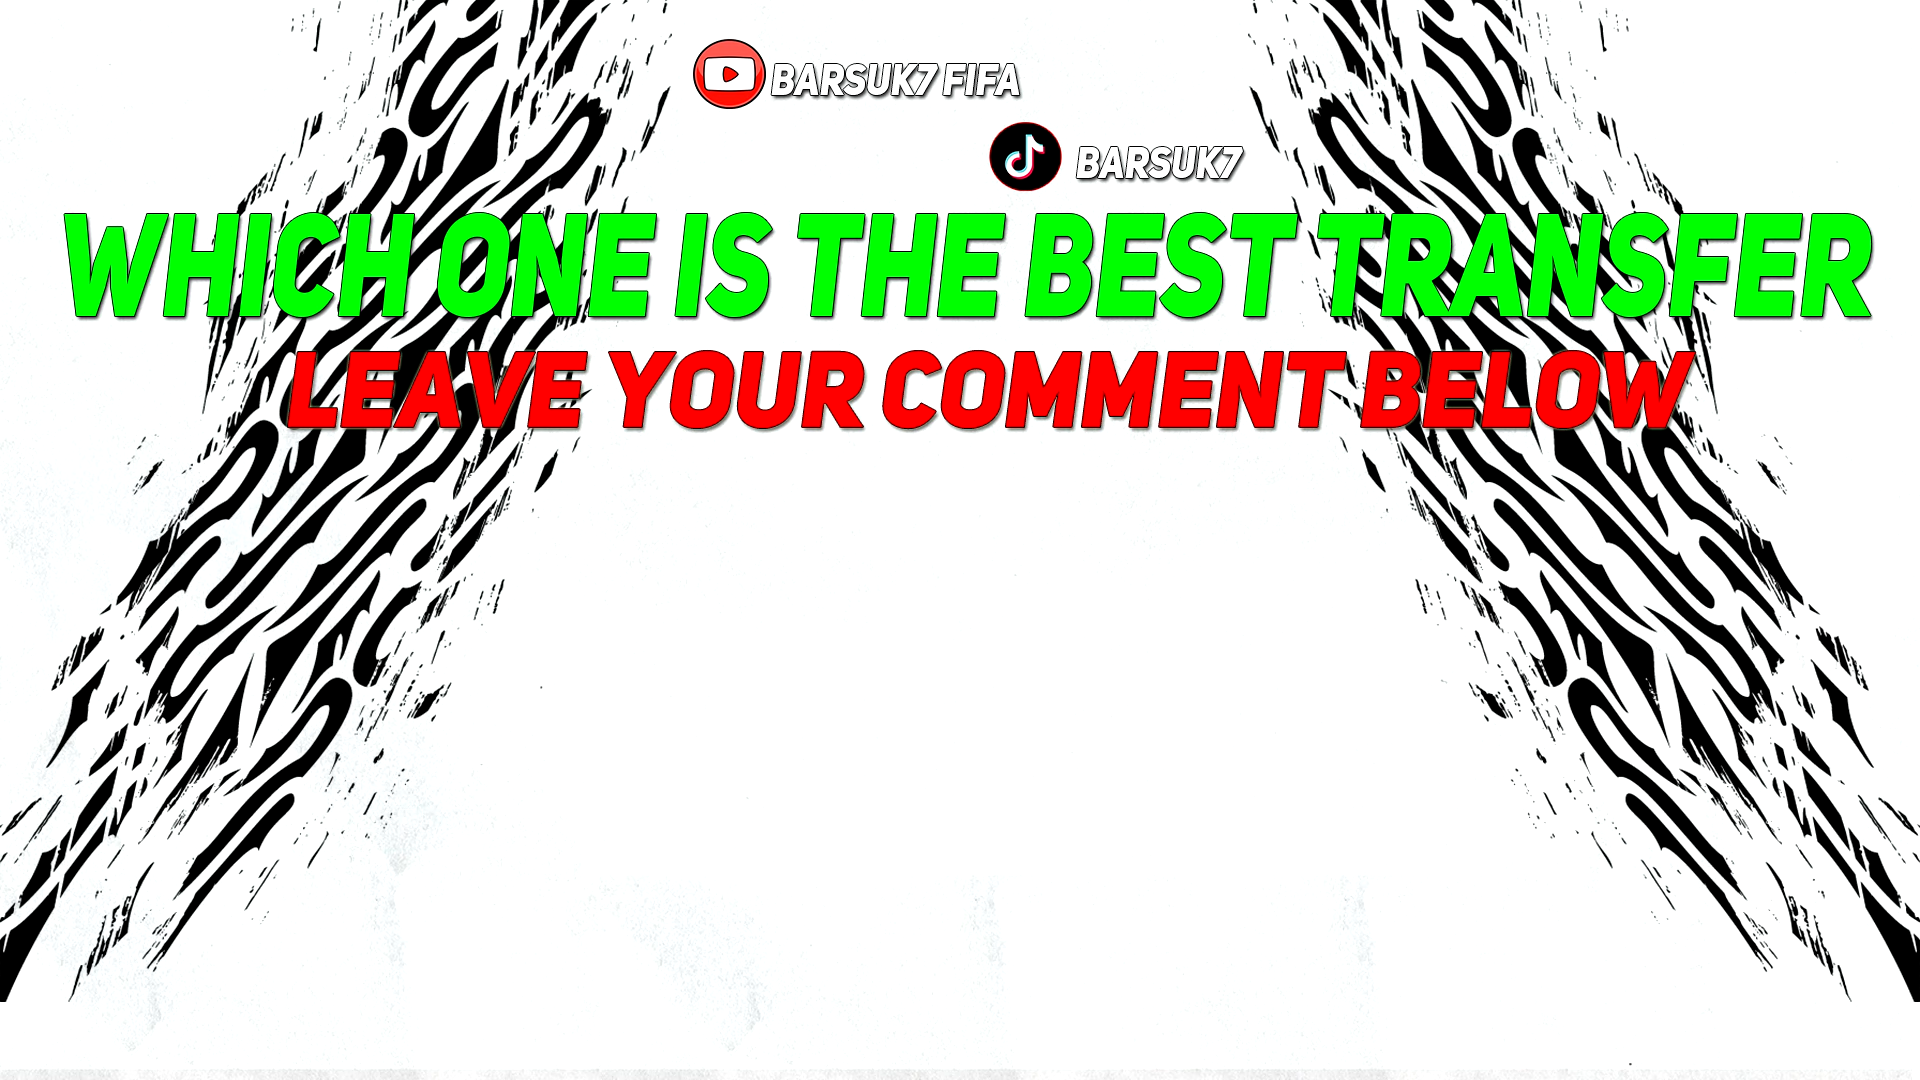 BARSUK7 FIFA
BARSUK7
WHICH ONE IS THE BEST TRANSFER
LEAVE YOUR COMMENT BELOW